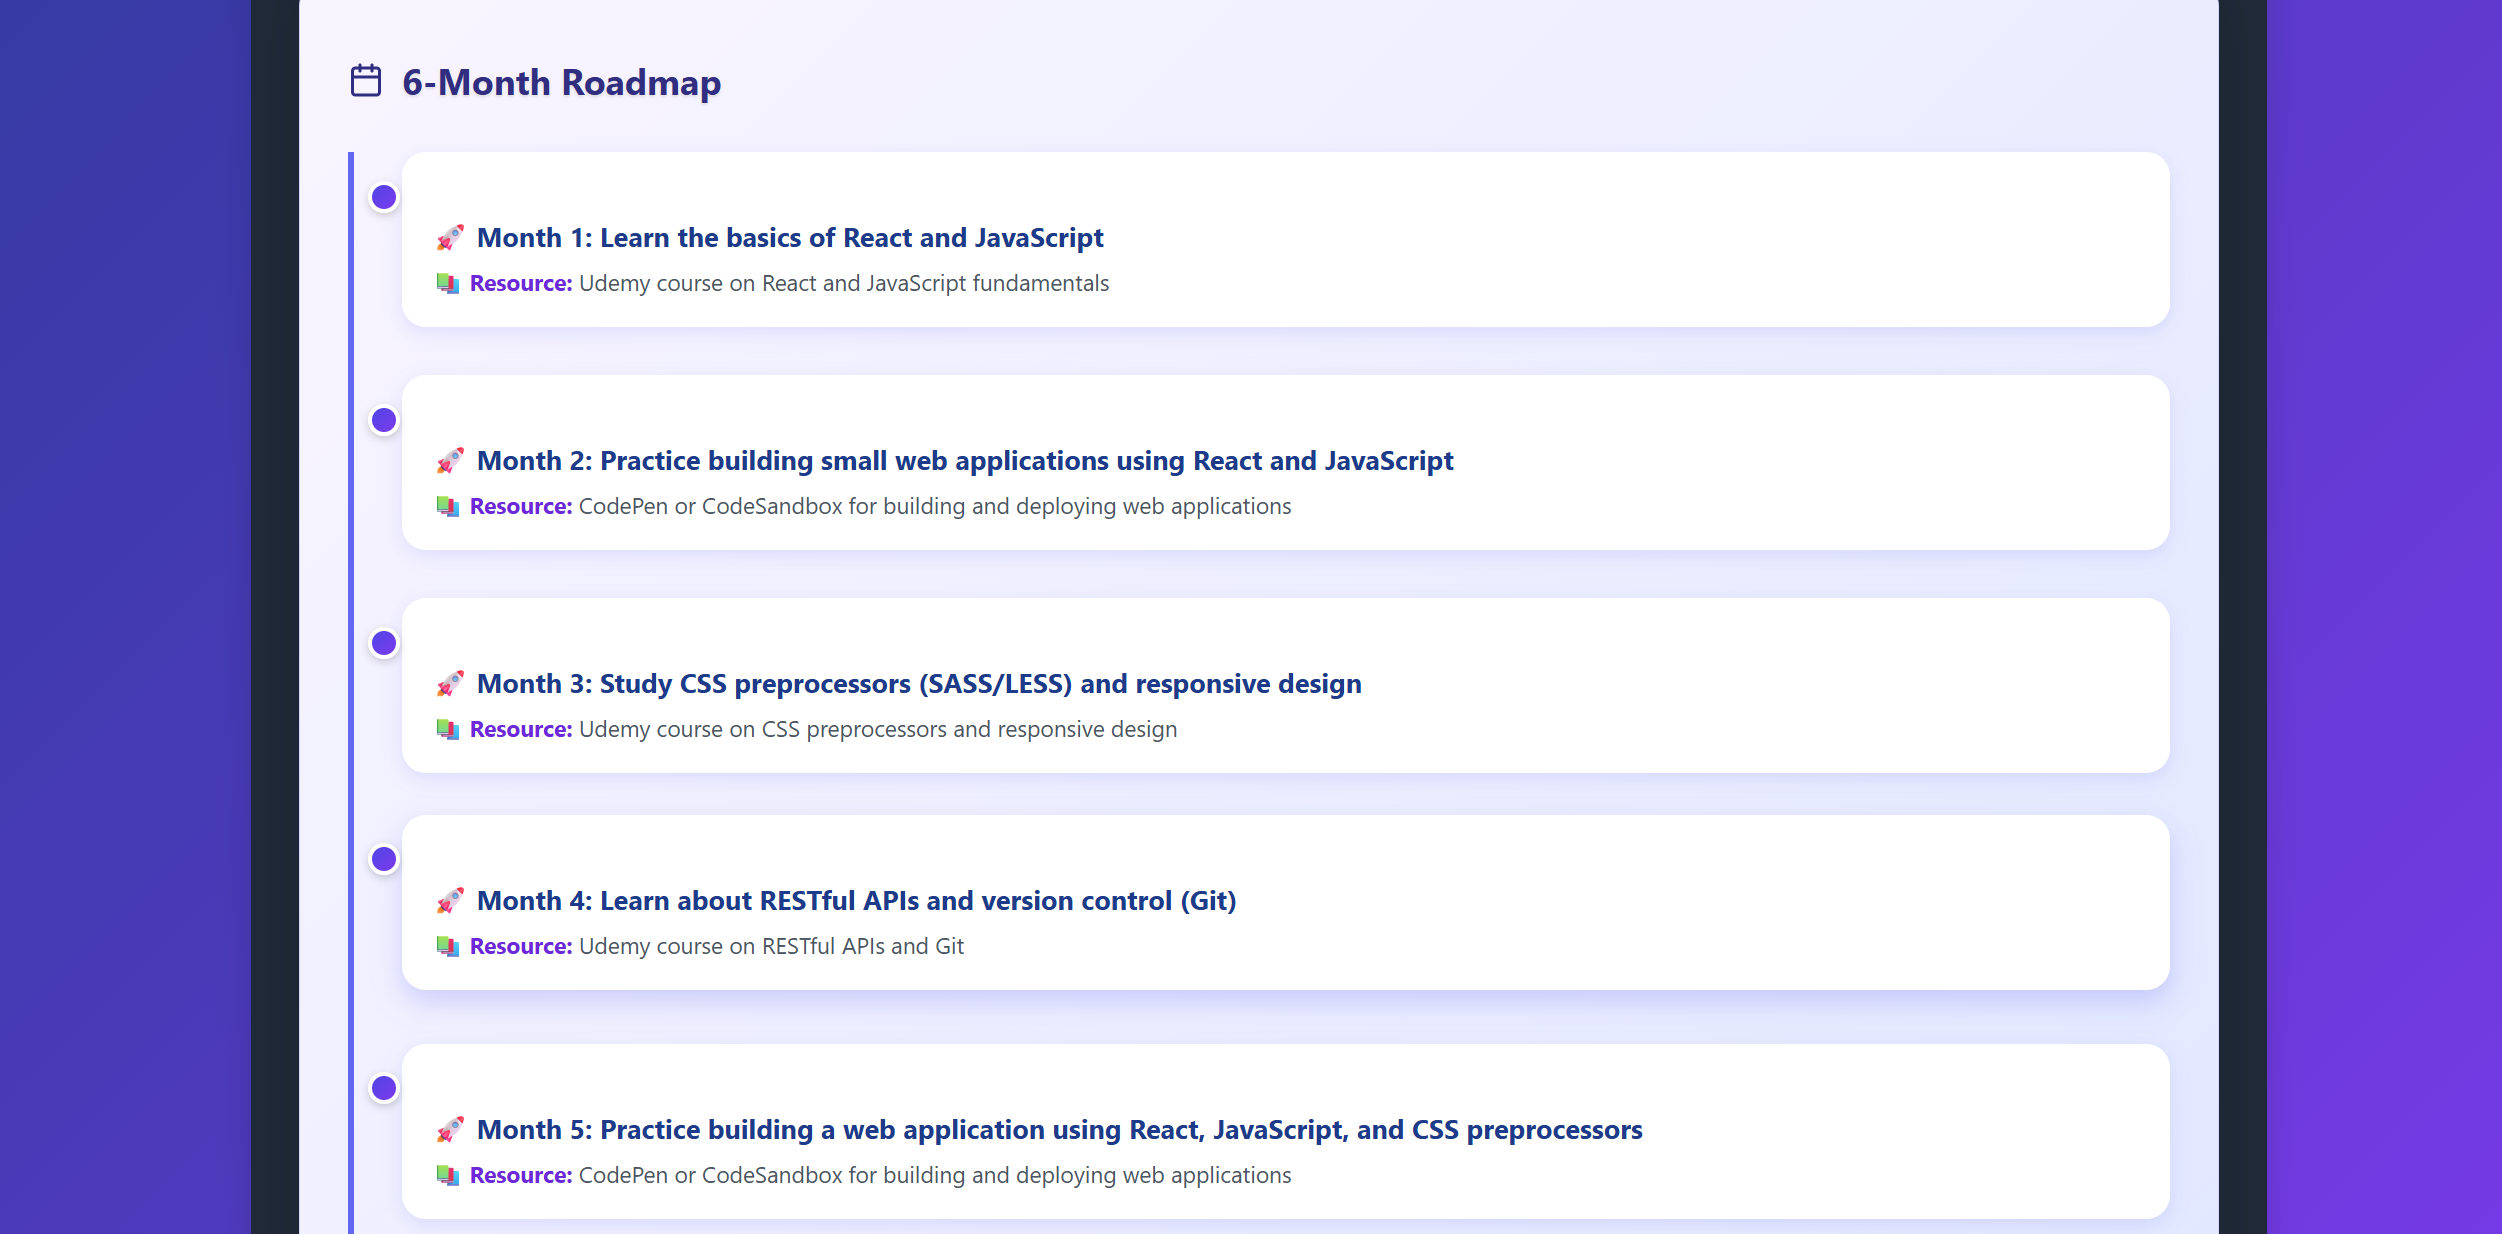 6-Month Roadmap
🚀 Month 1: Learn the basics of React and JavaScript
📚 Resource: Udemy course on React and JavaScript fundamentals
🚀 Month 2: Practice building small web applications using React and JavaScript
📚 Resource: CodePen or CodeSandbox for building and deploying web applications
🚀 Month 3: Study CSS preprocessors (SASS/LESS) and responsive design
📚 Resource: Udemy course on CSS preprocessors and responsive design
🚀 Month 4: Learn about RESTful APIs and version control (Git)
📚 Resource: Udemy course on RESTful APIs and Git
🚀 Month 5: Practice building a web application using React, JavaScript, and CSS preprocessors
📚 Resource: CodePen or CodeSandbox for building and deploying web applications